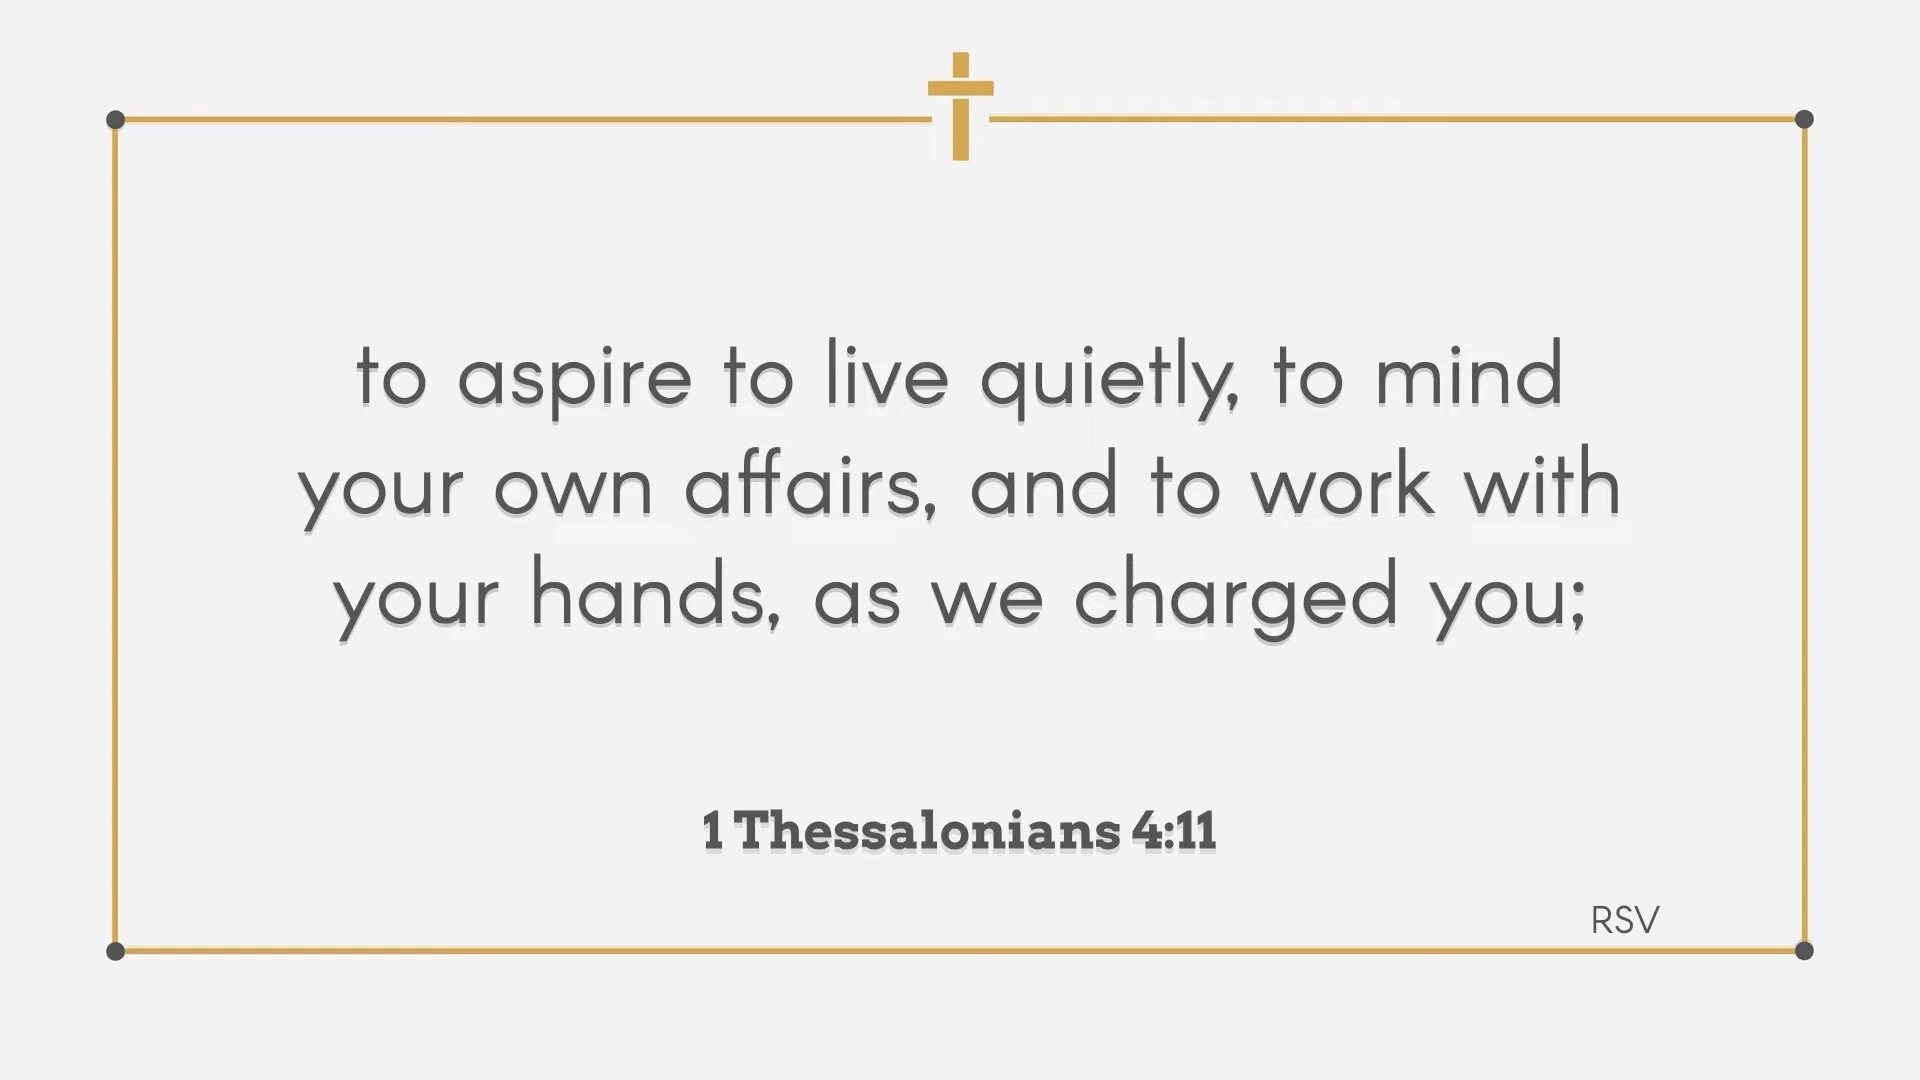 to aspire to live quietly, to mind
your own affairs, and to work with
your hands, as we charged you;
1 Thessalonians 4:11
RSV